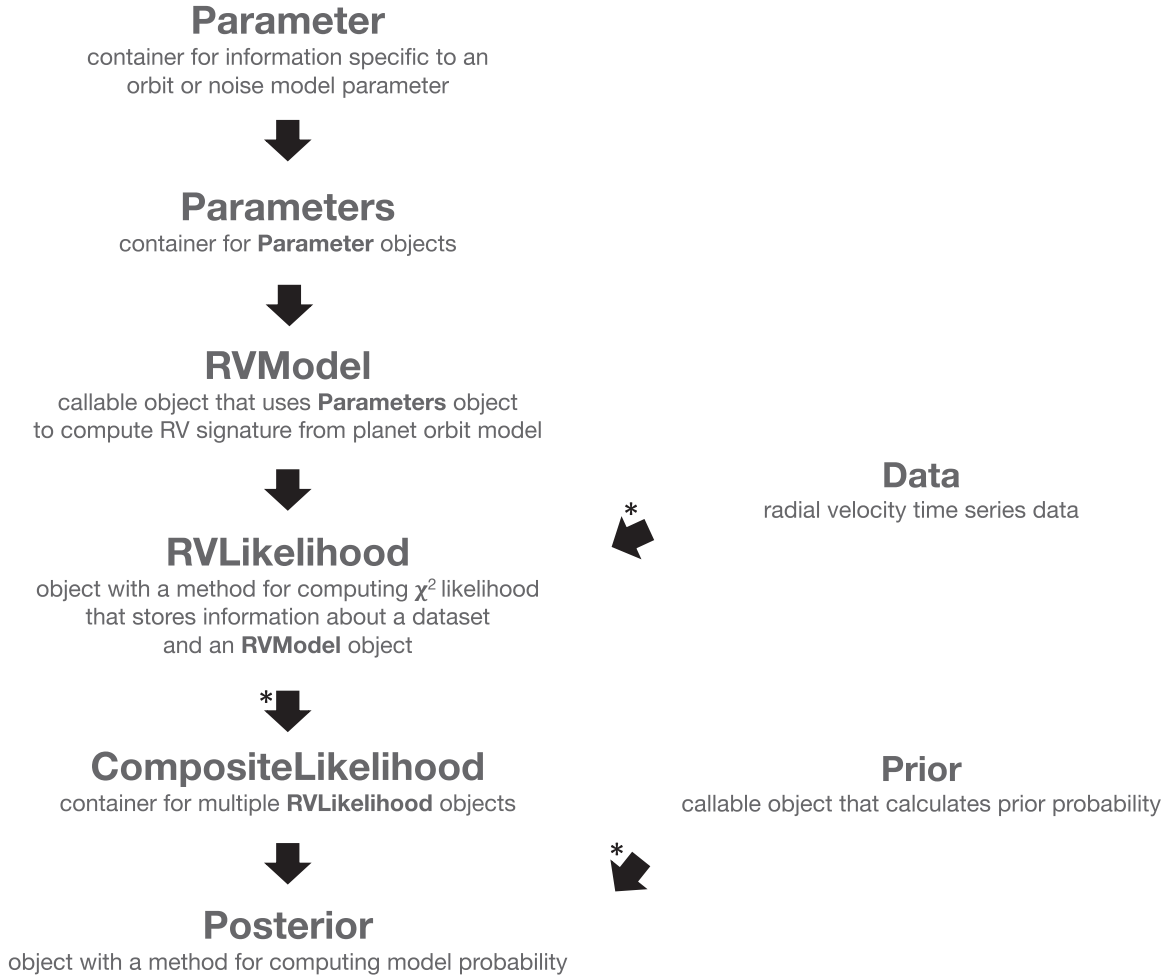 Parameter
container for information specific to an
orbit or noise model parameter
Parameters
container for Parameter objects
RVModel
callable object that uses Parameters object
to compute RV signature from planet orbit model
Data
radial velocity time series data
*
RVLikelihood
object with a method for computing χ² likelihood
that stores information about a dataset
and an RVModel object
*
CompositeLikelihood
container for multiple RVLikelihood objects
Prior
callable object that calculates prior probability
*
Posterior
object with a method for computing model probability